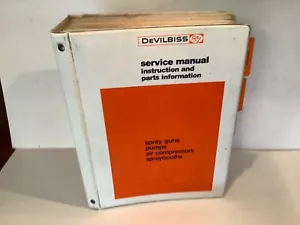 DeVILBISS
service manual
instruction and
parts information
spray guns
pumps
air compressors
spraybooths